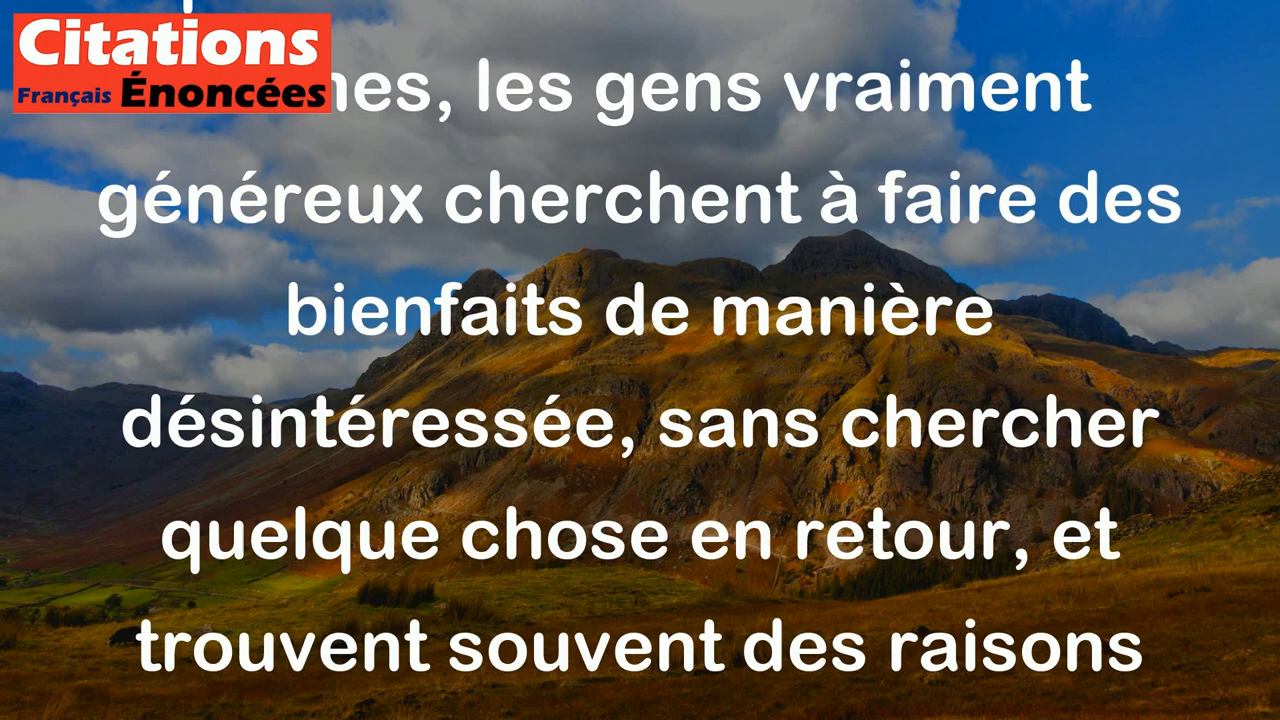 Citations
Français Énoncées
les gens vraiment
généreux cherchent à faire des
bienfaits de manière
désintéressée, sans chercher
quelque chose en retour, et
trouvent souvent des raisons